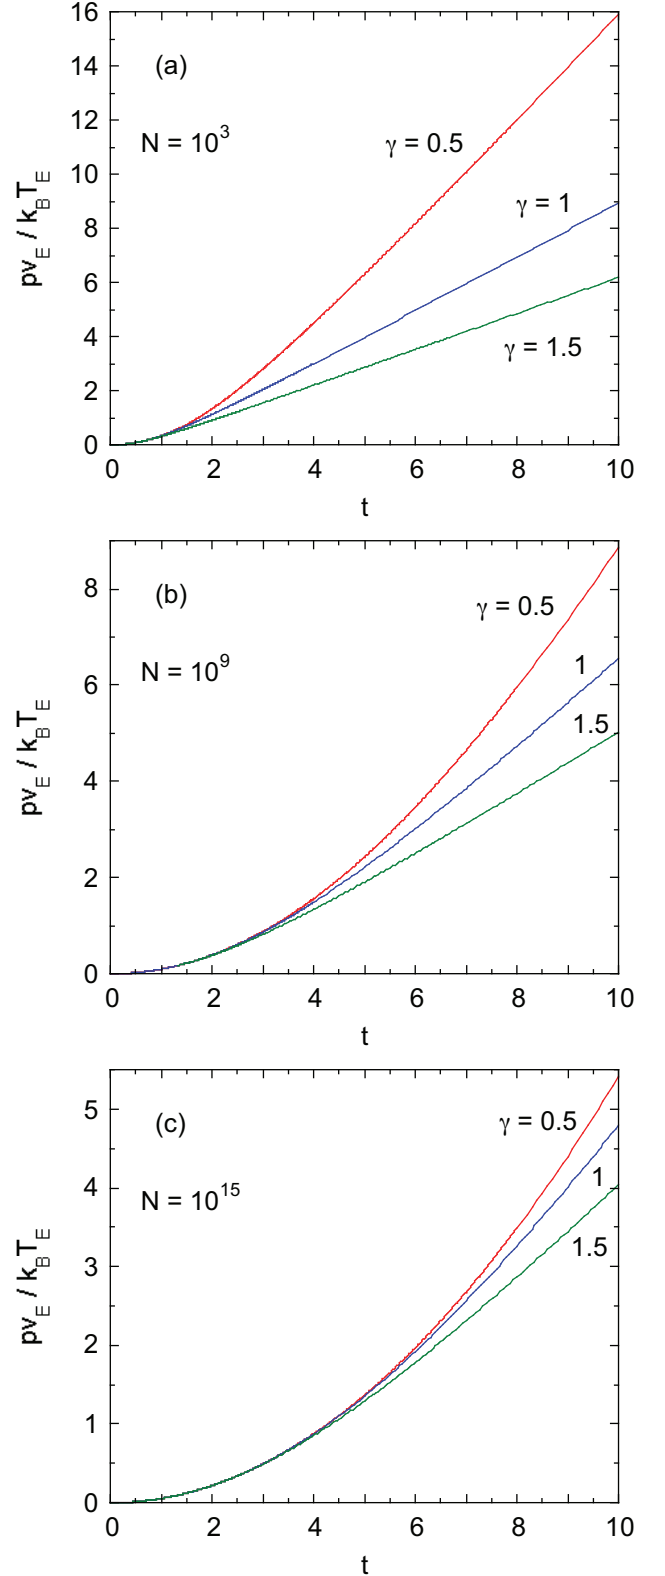 16
14
12
10
8
6
4
2
0
pv_E / k_B T_E
(a)
N = 10^3
γ = 0.5
γ = 1
γ = 1.5
0 2 4 6 8 10
t
8
6
4
2
0
pv_E / k_B T_E
(b)
N = 10^9
γ = 0.5
1
1.5
0 2 4 6 8 10
t
5
4
3
2
1
0
pv_E / k_B T_E
(c)
N = 10^15
γ = 0.5
1
1.5
0 2 4 6 8 10
t